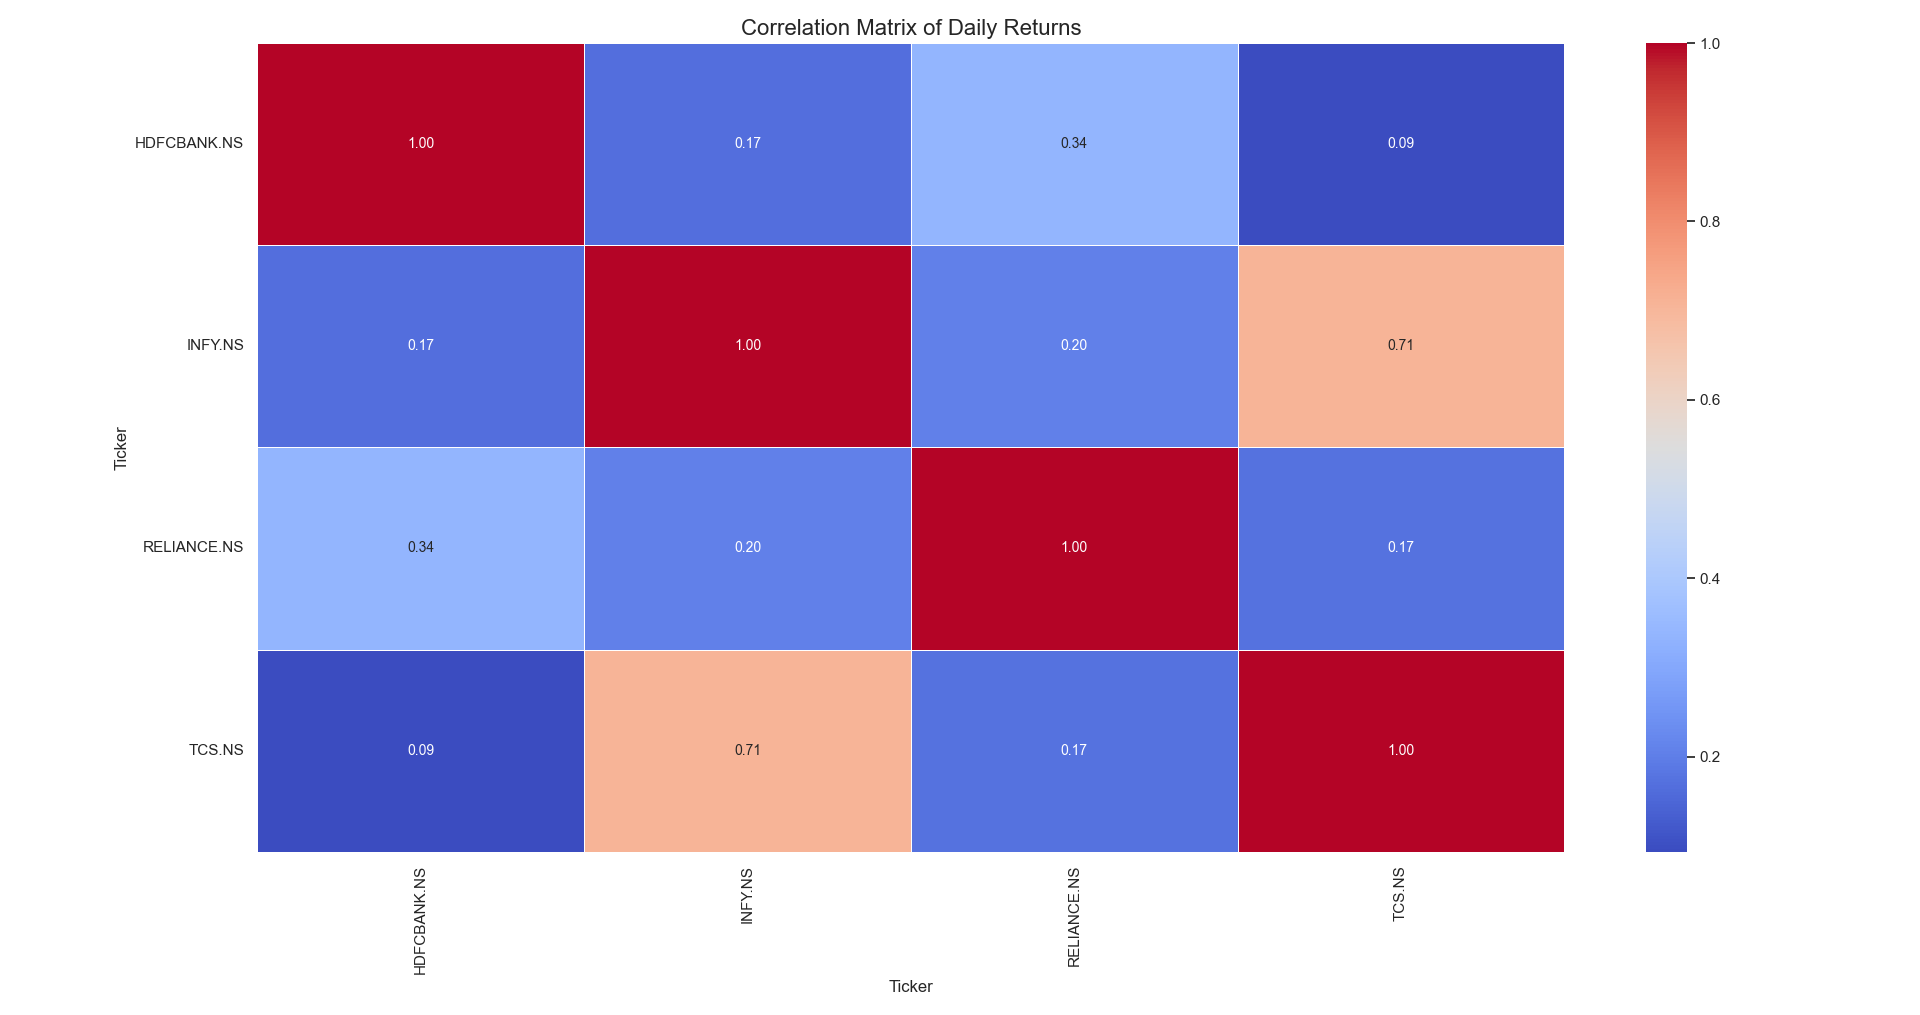 Correlation Matrix of Daily Returns
HDFCBANK.NS 1.00 0.17 0.34 0.09
INFY.NS 0.17 1.00 0.20 0.71
RELIANCE.NS 0.34 0.20 1.00 0.17
TCS.NS 0.09 0.71 0.17 1.00
Ticker
HDFCBANK.NS INFY.NS RELIANCE.NS TCS.NS
Ticker
1.0
0.8
0.6
0.4
0.2